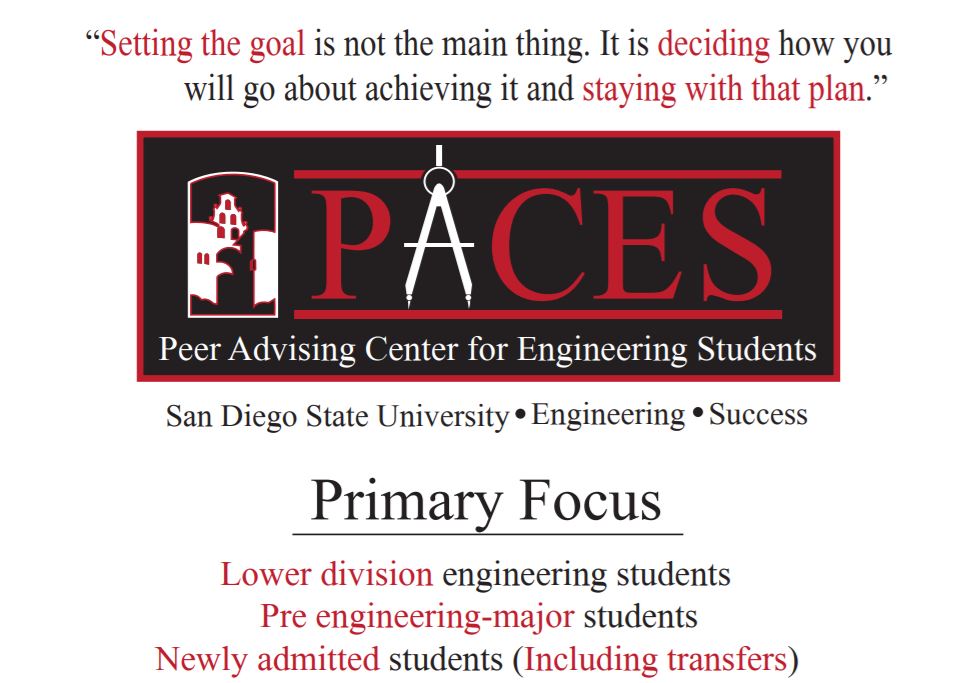 “Setting the goal is not the main thing. It is deciding how you
will go about achieving it and staying with that plan.”
PACES
Peer Advising Center for Engineering Students
San Diego State University • Engineering • Success
Primary Focus
Lower division engineering students
Pre engineering-major students
Newly admitted students (Including transfers)